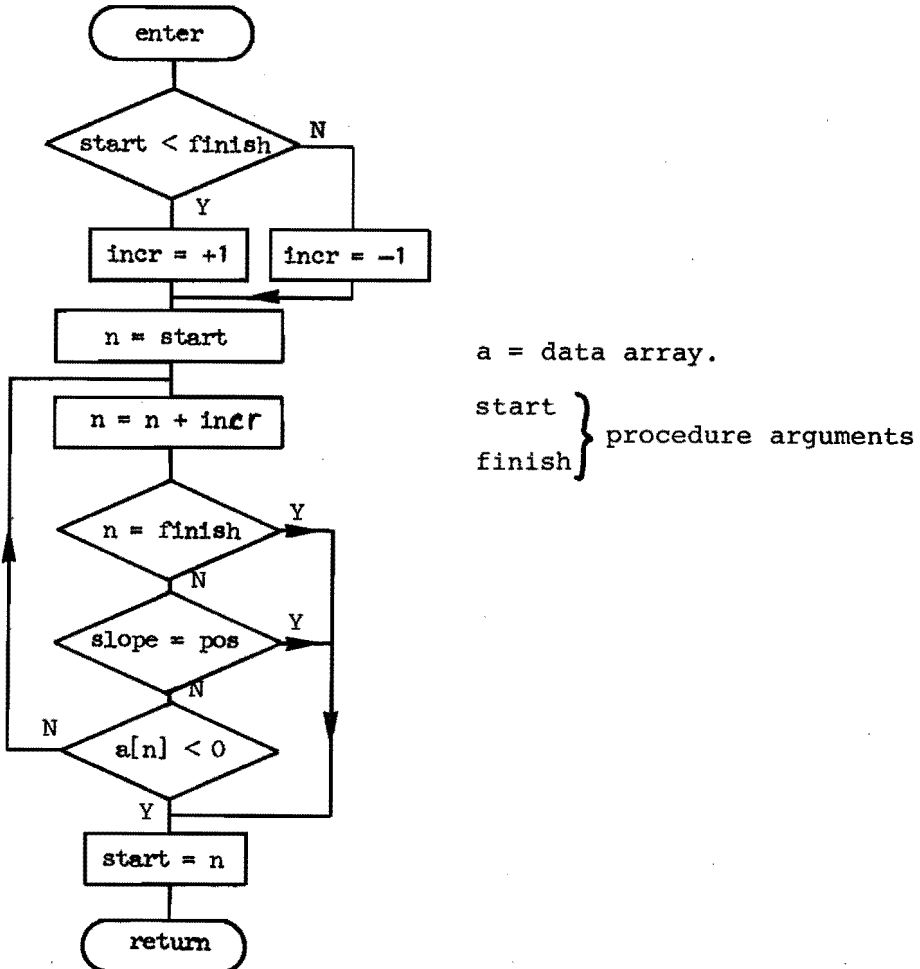 enter
start < finish
N
Y
incr = +1
incr = -1
n = start
a = data array.
start
n = n + incr
procedure arguments
finish
Y
n = finish
N
Y
slope = pos
N
N
a[n] < 0
Y
start = n
return